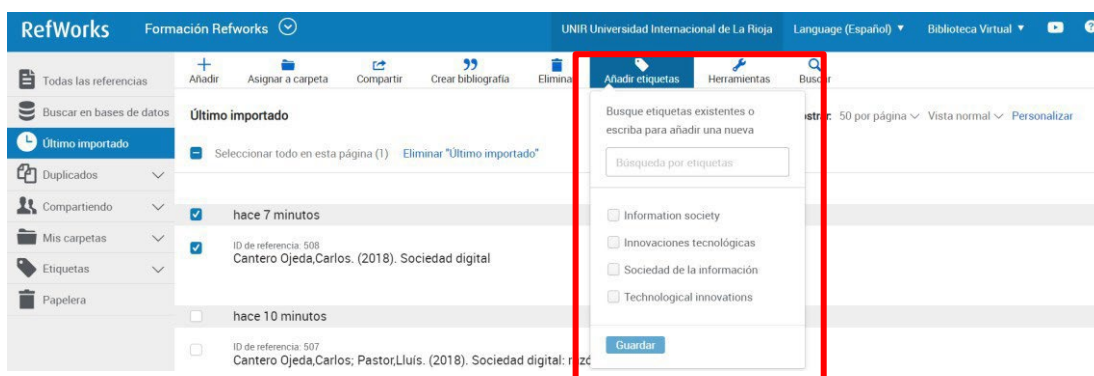 RefWorks Formación Refworks UNIR Universidad Internacional de La Rioja Language (Español) Biblioteca Virtual
Todas las referencias
Buscar en bases de datos
Último importado
Duplicados
Compartiendo
Mis carpetas
Etiquetas
Papelera
Añadir Asignar a carpeta Compartir Crear bibliografía Añadir etiquetas Herramientas
Último importado 50 por página Vista normal Personalizar
Seleccionar todo en esta página (1) Eliminar "Último importado"
hace 7 minutos
ID de referencia: 508
Cantero Ojeda,Carlos. (2018). Sociedad digital
hace 10 minutos
ID de referencia: 507
Cantero Ojeda,Carlos; Pastor,Lluís. (2018). Sociedad digital:
Busque etiquetas existentes o
escriba para añadir una nueva
Búsqueda por etiquetas
Information society
Innovaciones tecnológicas
Sociedad de la información
Technological innovations
Guardar